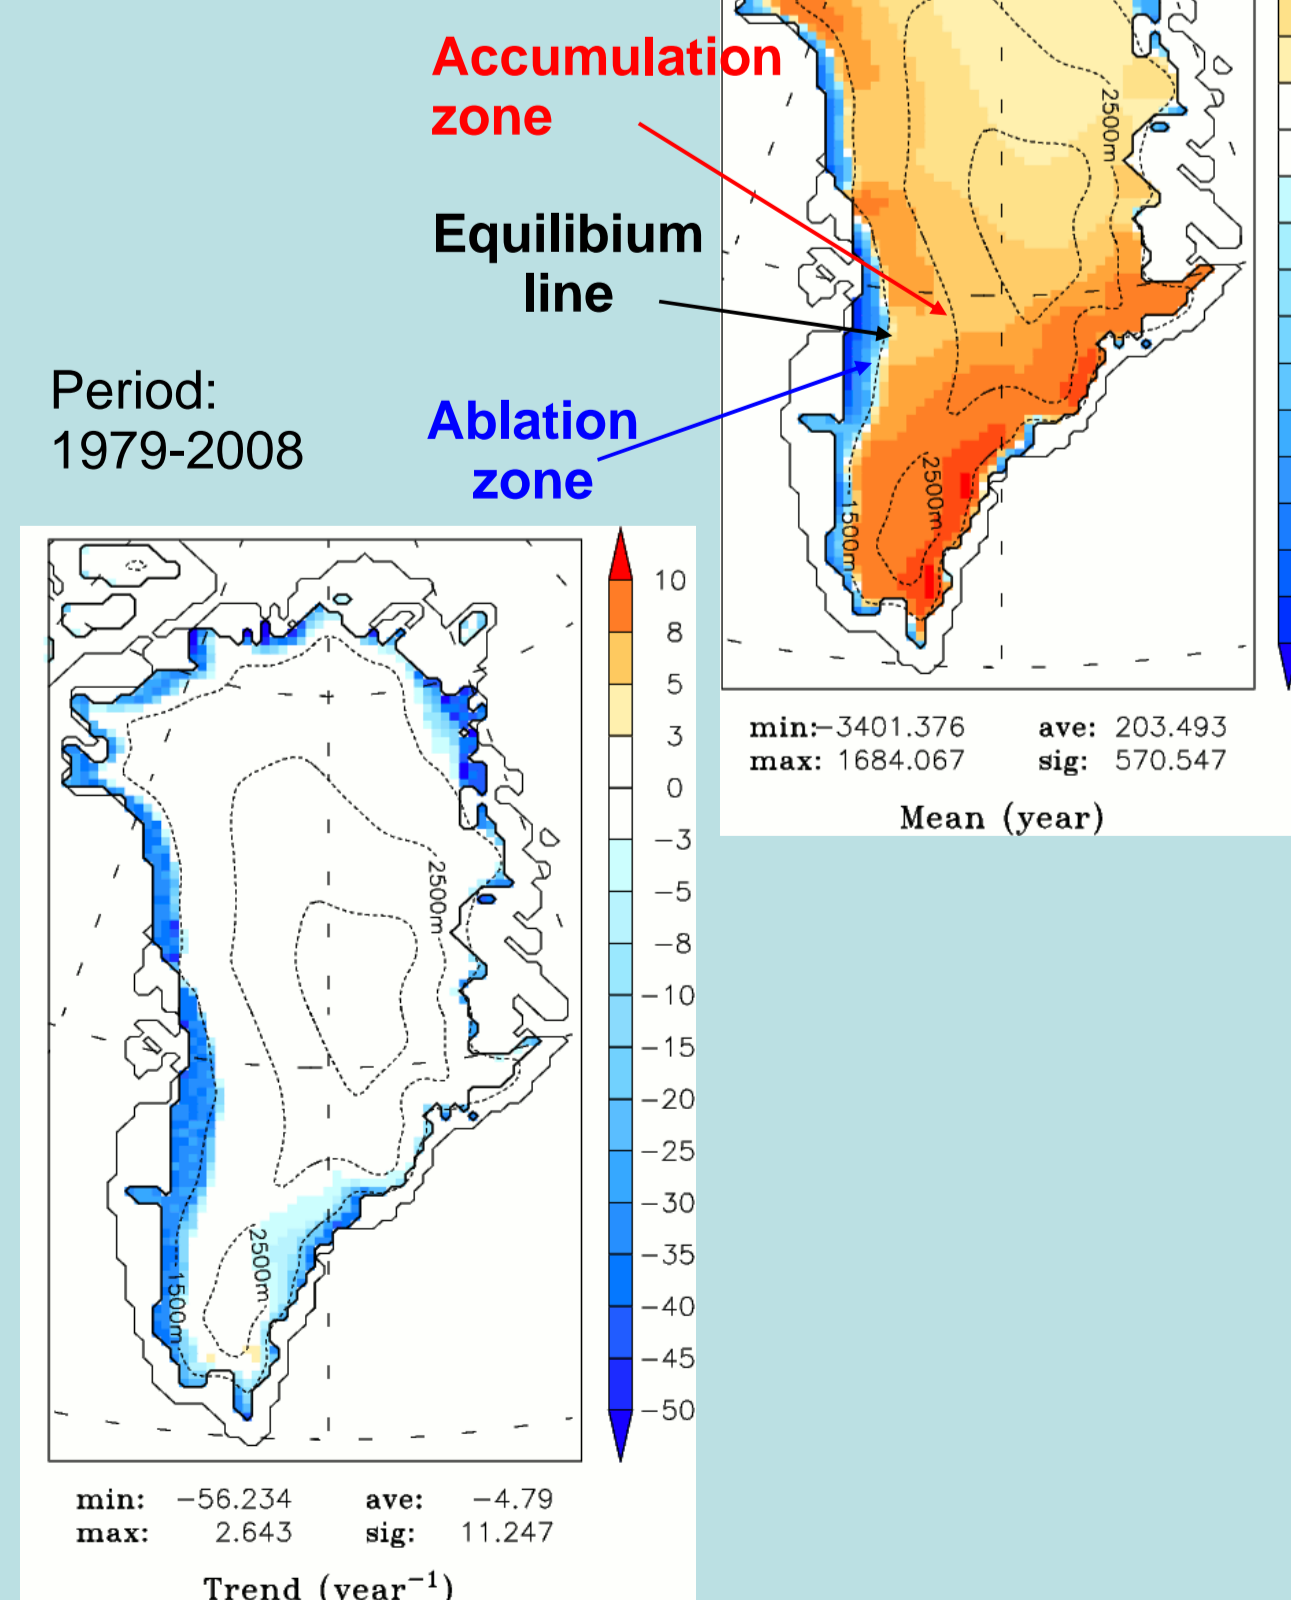 Accumulation
zone
Equilibium
line
Ablation
zone
Period:
1979-2008
2500m
2500m
1500m
min:-3401.376 ave: 203.493
max: 1684.067 sig: 570.547
Mean (year)
10
8
5
3
0
-3
-5
-8
-10
-15
-20
-25
-30
-35
-40
-45
-50
2500m
2500m
1500m
min: -56.234 ave: -4.79
max: 2.643 sig: 11.247
Trend (year⁻¹)